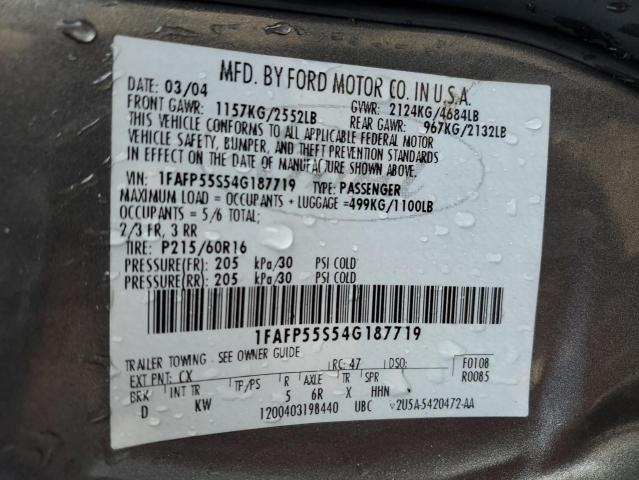 MFD. BY FORD MOTOR CO. IN U.S.A.
DATE: 03/04 GVWR: 2124KG/4684LB
FRONT GAWR: 1157KG/2552LB REAR GAWR: 967KG/2132LB
THIS VEHICLE CONFORMS TO ALL APPLICABLE FEDERAL MOTOR
VEHICLE SAFETY, BUMPER, AND THEFT PREVENTION STANDARDS
IN EFFECT ON THE DATE OF MANUFACTURE SHOWN ABOVE.
VIN: 1FAFP55S54G187719 TYPE: PASSENGER
MAXIMUM LOAD = OCCUPANTS + LUGGAGE =499KG/1100LB
OCCUPANTS = 5/6 TOTAL;
2/3 FR, 3 RR
TIRE: P215/60R16
PRESSURE(FR): 205 kPa/30 PSI COLD
PRESSURE(RR): 205 kPa/30 PSI COLD
1FAFP55S54G187719
TRAILER TOWING: SEE OWNER GUIDE
EXT PNT: CX RC: 47 DSO: F0108
BRK INT TR TP/PS R AXLE TR SPR R0085
D KW 5 6R X HHN
1200403198440 UBC 2U5A-5420472-AA